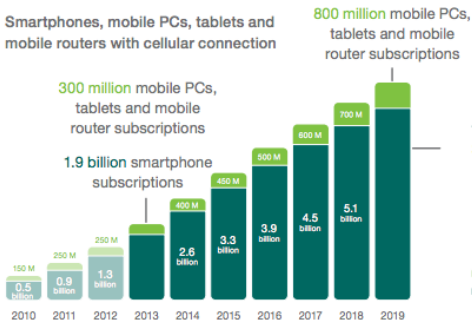 Smartphones, mobile PCs, tablets and
mobile routers with cellular connection
800 million mobile PCs,
tablets and mobile
router subscriptions
300 million mobile PCs,
tablets and mobile
router subscriptions
1.9 billion smartphone
subscriptions
150 M
0.5
billion
250 M
0.9
billion
250 M
1.3
billion
400 M
2.6
billion
450 M
3.3
billion
500 M
3.9
billion
600 M
4.5
billion
700 M
5.1
billion
2010 2011 2012 2013 2014 2015 2016 2017 2018 2019